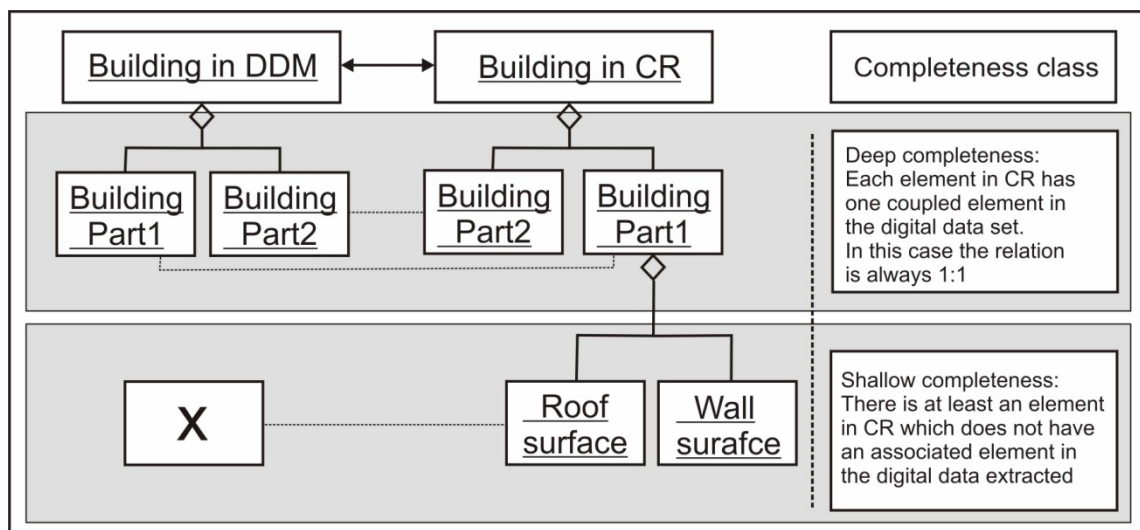 Building in DDM
Building in CR
Completeness class
Building
Part1
Building
Part2
Building
Part2
Building
Part1
Deep completeness:
Each element in CR has
one coupled element in
the digital data set.
In this case the relation
is always 1:1
X
Roof
surface
Wall
surafce
Shallow completeness:
There is at least an element
in CR which does not have
an associated element in
the digital data extracted